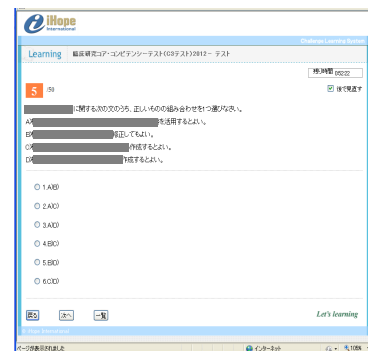 iHope
International
Challenge Learning System
Learning 臨床研究コア・コンピテンシーテスト(C3テスト)2012 - テスト
残り時間 05222
5 /50
後で見直す
に関する次の文のうち、正しいものの組み合わせを1つ選びなさい。
A) を活用するとよい。
B) 修正してもよい。
C) 作成するとよい。
D) 作成するとよい。
1.A)B)
2.A)C)
3.A)D)
4.B)C)
5.B)D)
6.C)D)
戻る 次へ 一覧 Let's learning
© iHope International
ページが表示されました インターネット 105%